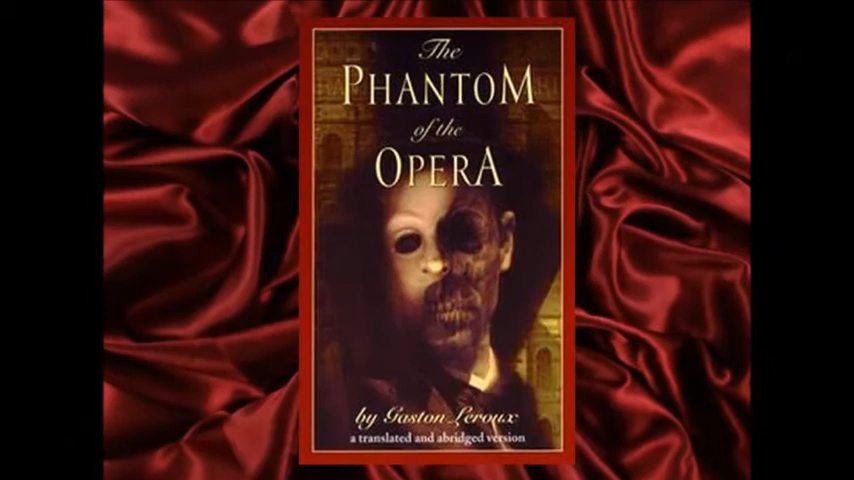 The
PHANTOM
of the
OPERA
by Gaston Leroux
a translated and abridged version